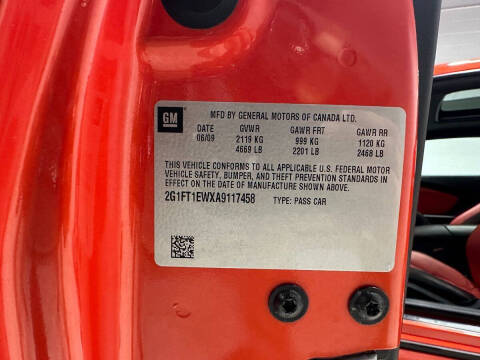 GM
MFD BY GENERAL MOTORS OF CANADA LTD.
DATE GVWR GAWR FRT GAWR RR
06/09 2119 KG 999 KG 1120 KG
4669 LB 2201 LB 2468 LB
THIS VEHICLE CONFORMS TO ALL APPLICABLE U.S. FEDERAL MOTOR
VEHICLE SAFETY, BUMPER, AND THEFT PREVENTION STANDARDS IN
EFFECT ON THE DATE OF MANUFACTURE SHOWN ABOVE.
2G1FT1EWXA9117458 TYPE: PASS CAR